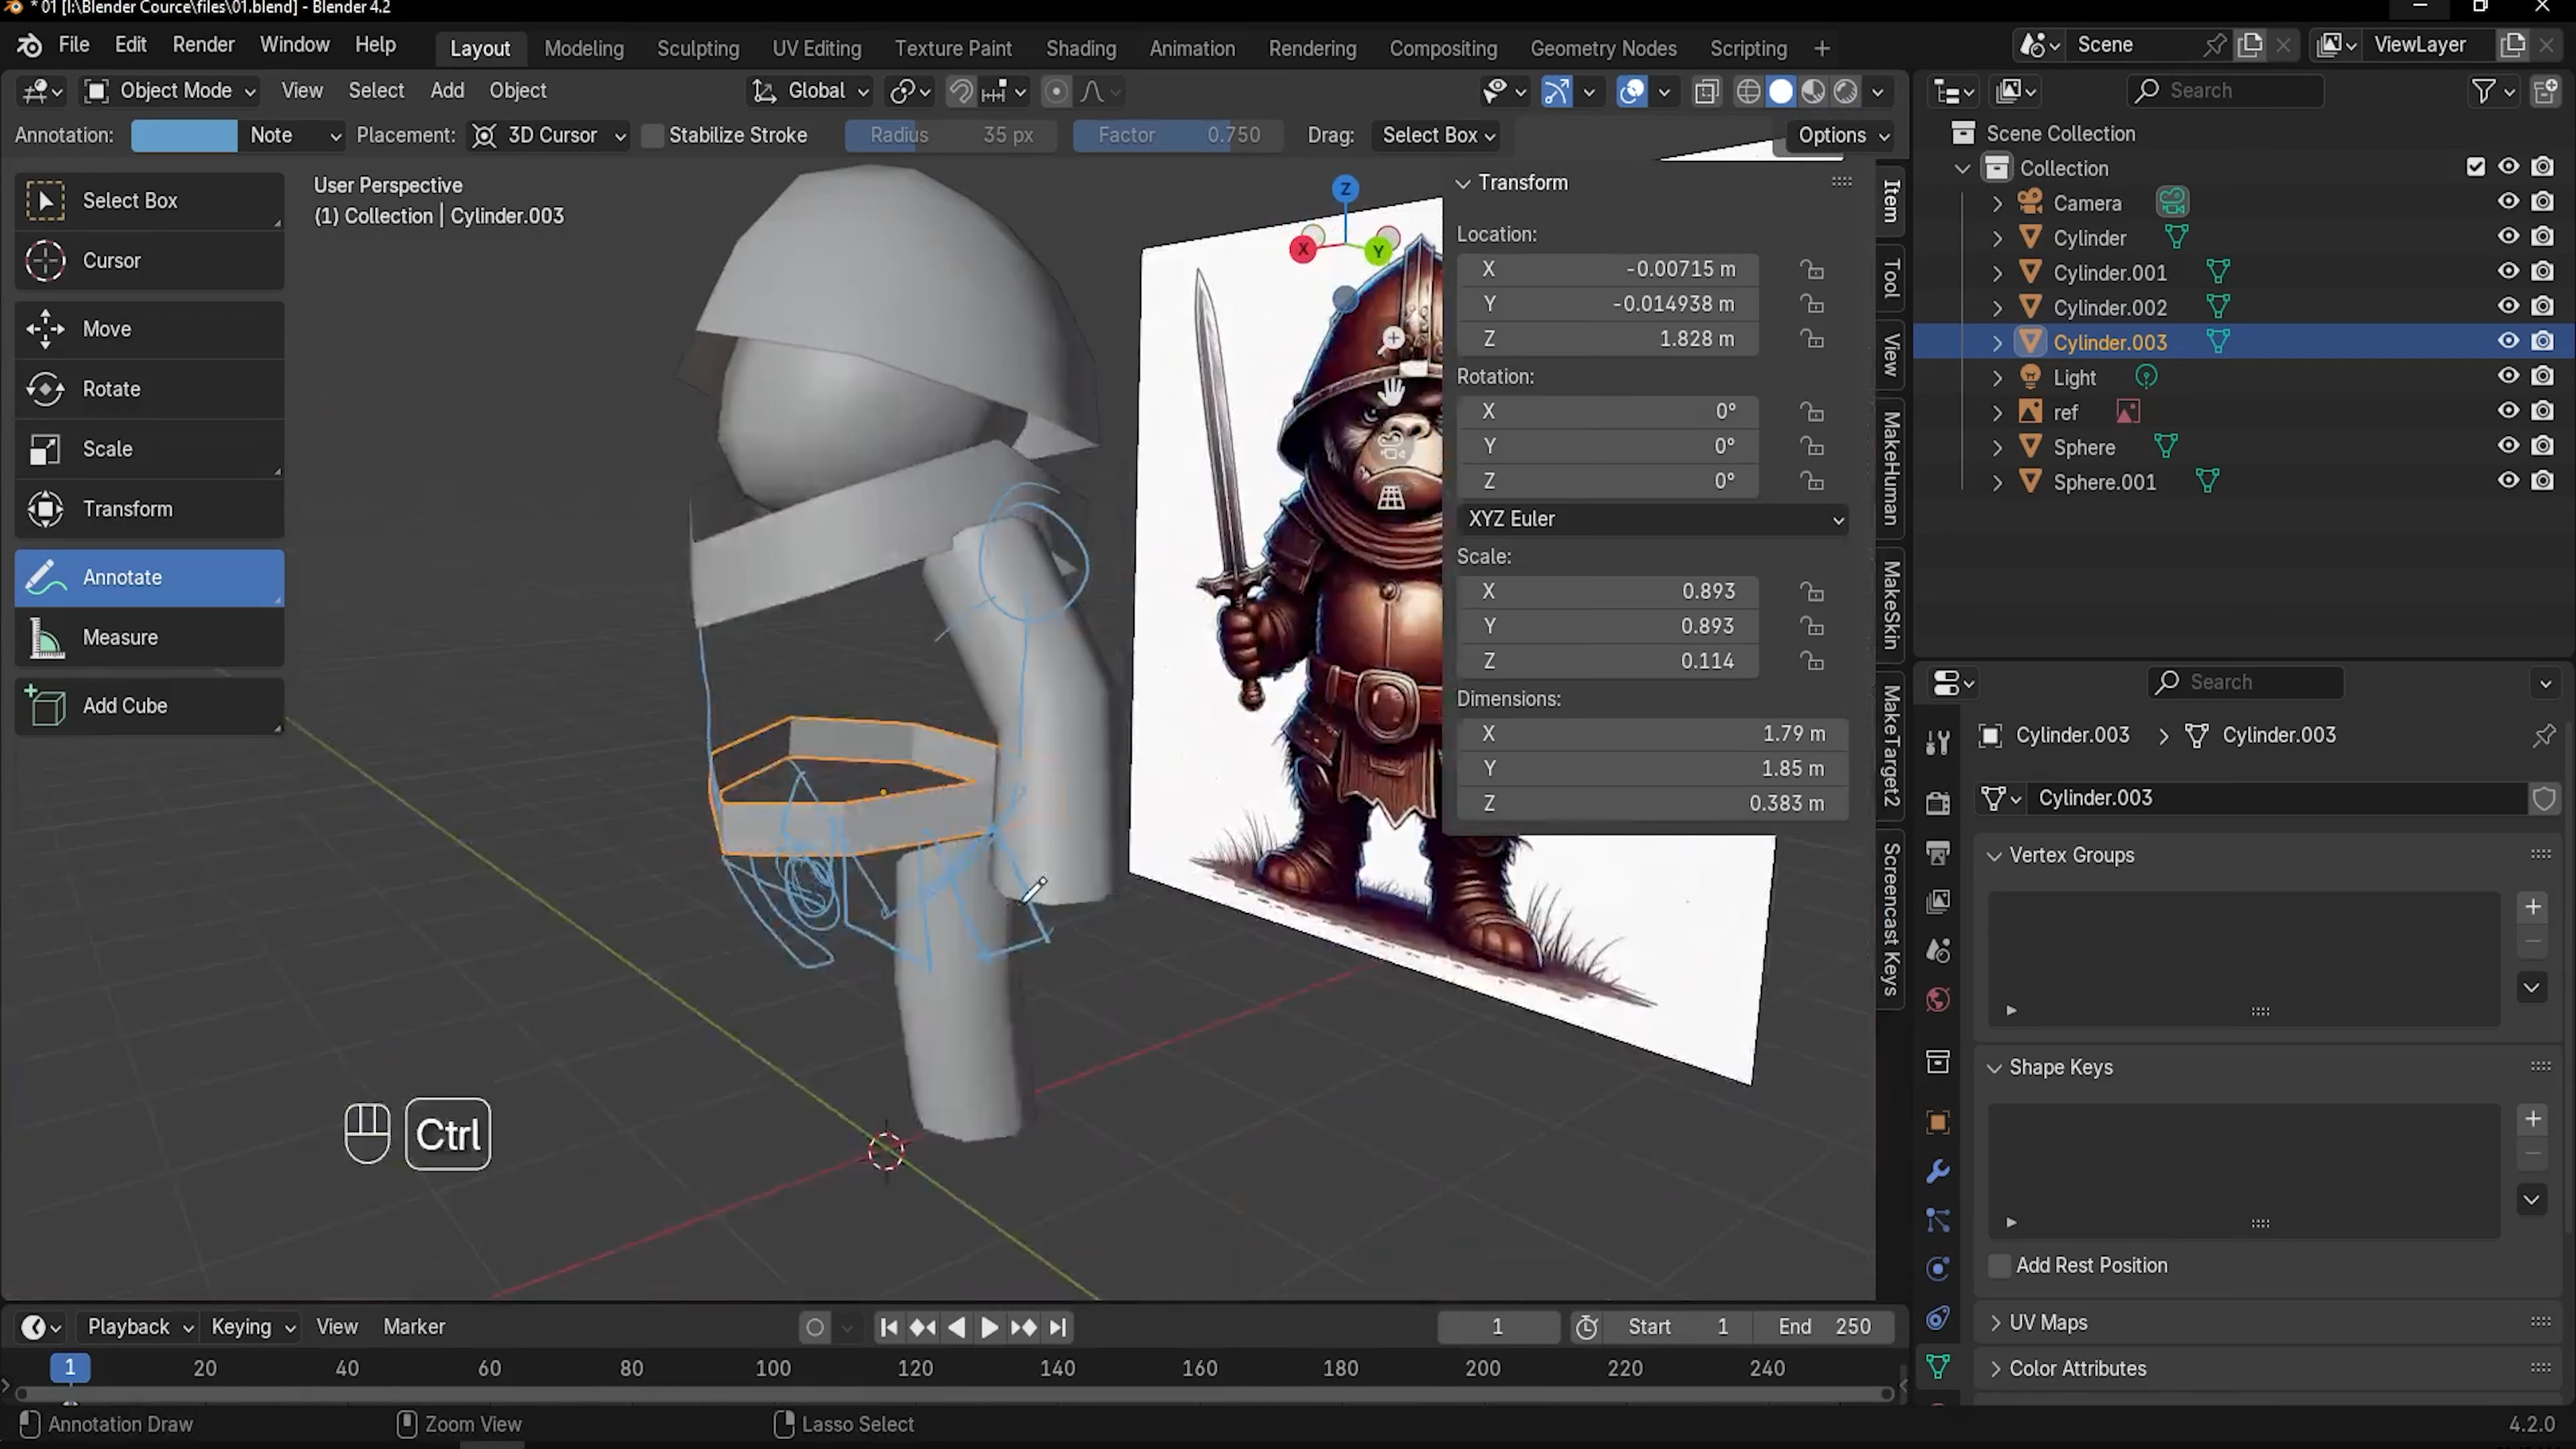 * 01 [I:\Blender Cource\files\01.blend] - Blender 4.2
File Edit Render Window Help Layout Modeling Sculpting UV Editing Texture Paint Shading Animation Rendering Compositing Geometry Nodes Scripting + Scene ViewLayer
Object Mode View Select Add Object Global Search
Annotation: Note Placement: 3D Cursor Stabilize Stroke Radius 35 px Factor 0.750 Drag: Select Box Options
Select Box
Cursor
Move
Rotate
Scale
Transform
Annotate
Measure
Add Cube
User Perspective
(1) Collection | Cylinder.003
Z
X
Y
Transform
Location:
X -0.00715 m
Y -0.014938 m
Z 1.828 m
Rotation:
X 0°
Y 0°
Z 0°
XYZ Euler
Scale:
X 0.893
Y 0.893
Z 0.114
Dimensions:
X 1.79 m
Y 1.85 m
Z 0.383 m
Item
Tool
View
MakeHuman
MakeSkin
MakeTarget2
Screencast Keys
Scene Collection
Collection
Camera
Cylinder
Cylinder.001
Cylinder.002
Cylinder.003
Light
ref
Sphere
Sphere.001
Search
Cylinder.003 > Cylinder.003
Cylinder.003
Vertex Groups
Shape Keys
Add Rest Position
UV Maps
Color Attributes
Ctrl
Playback Keying View Marker 1 Start 1 End 250
1 20 40 60 80 100 120 140 160 180 200 220 240
Annotation Draw Zoom View Lasso Select 4.2.0